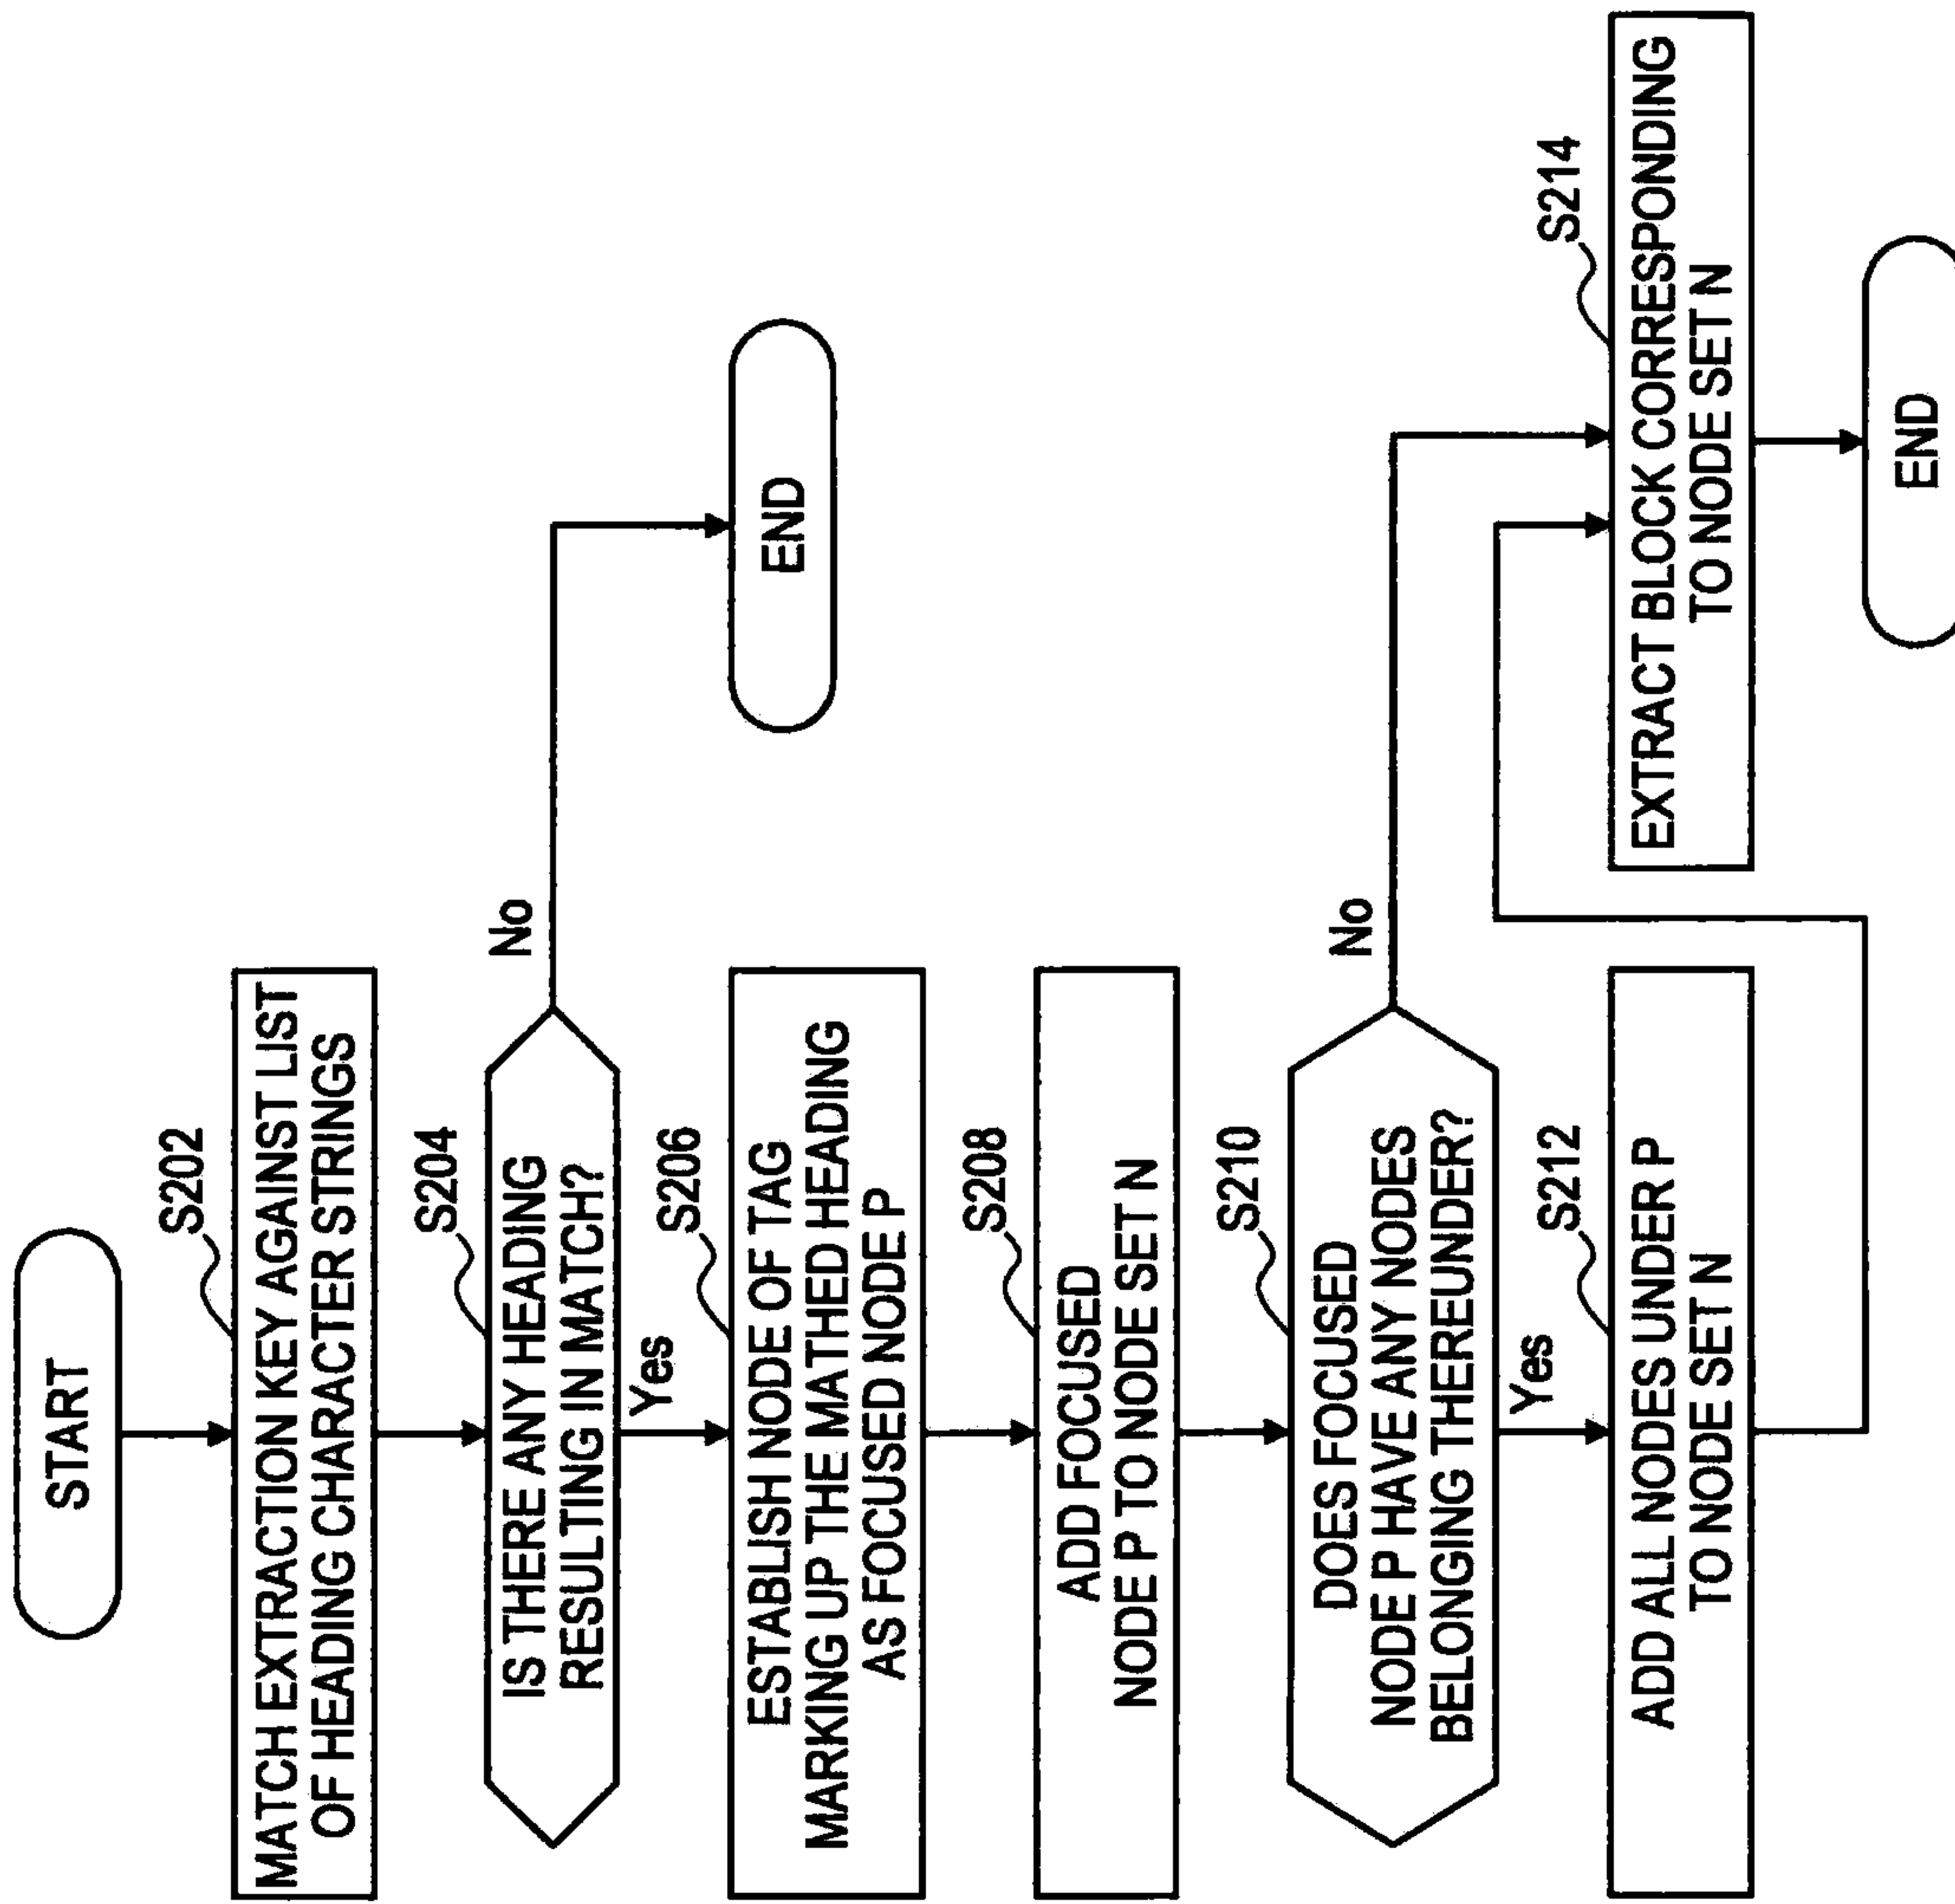 START
S202
MATCH EXTRACTION KEY AGAINST LIST
OF HEADING CHARACTER STRINGS
S204
IS THERE ANY HEADING
RESULTING IN MATCH?
No
Yes
END
S206
ESTABLISH NODE OF TAG
MARKING UP THE MATHED HEADING
AS FOCUSED NODE P
S208
ADD FOCUSED
NODE P TO NODE SET N
S210
DOES FOCUSED
NODE P HAVE ANY NODES
BELONGING THEREUNDER?
No
Yes
S212
ADD ALL NODES UNDER P
TO NODE SET N
S214
EXTRACT BLOCK CORRESPONDING
TO NODE SET N
END